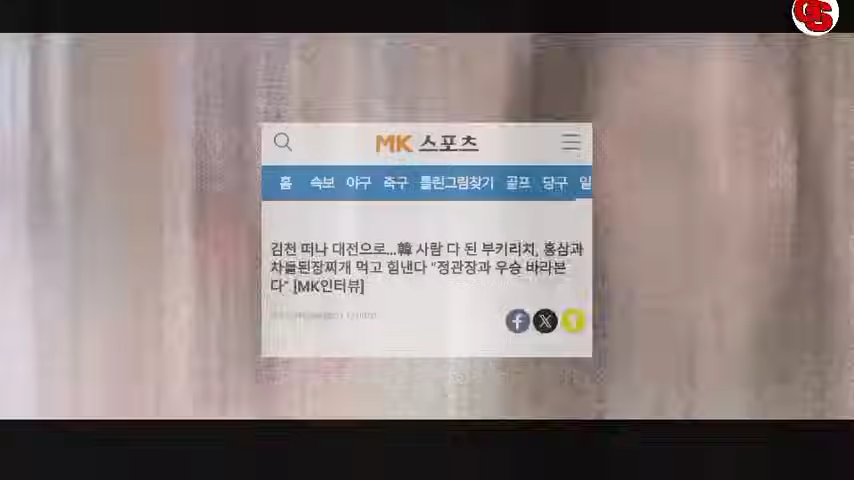 GS
MK 스포츠
홈 속보 야구 축구 틀린그림찾기 골프 당구 일
김천 떠나 대전으로...韓 사람 다 된 부키리치, 홍삼과
차돌된장찌개 먹고 힘낸다 “정관장과 우승 바라본
다” [MK인터뷰]